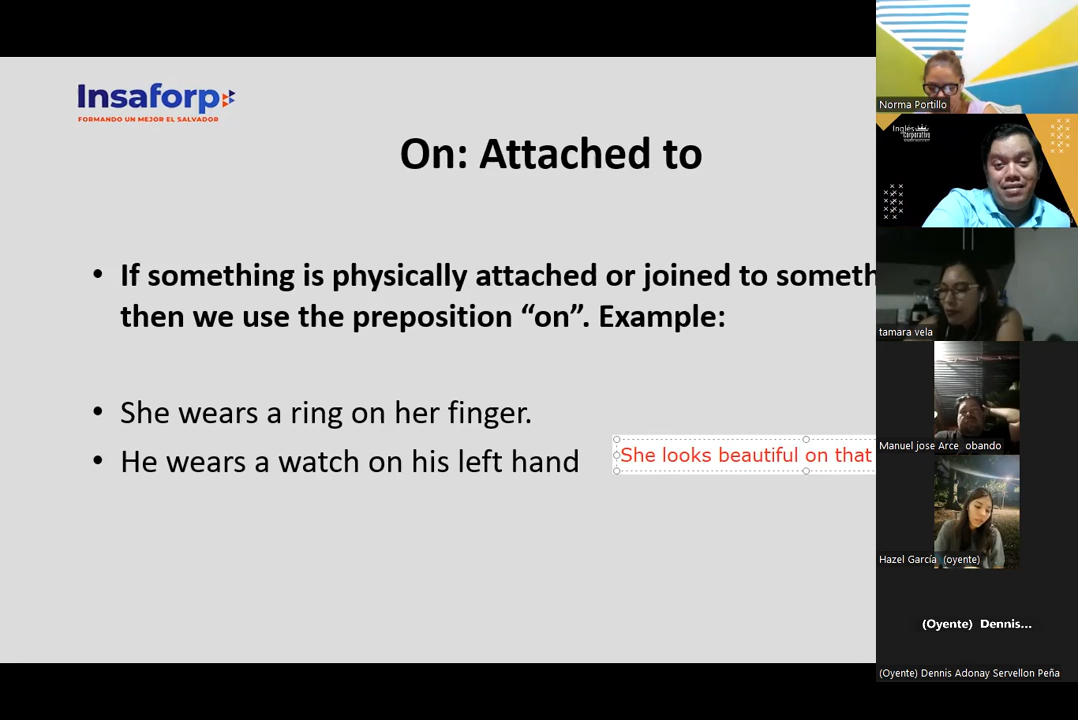 Insaforp
FORMANDO UN MEJOR EL SALVADOR
On: Attached to
• If something is physically attached or joined to someth
then we use the preposition “on”. Example:
• She wears a ring on her finger.
• He wears a watch on his left hand
She looks beautiful on that
Norma Portillo
Inglés
corporativo
tamara vela
Manuel jose Arce obando
Hazel García (oyente)
(Oyente) Dennis...
(Oyente) Dennis Adonay Servellon Peña